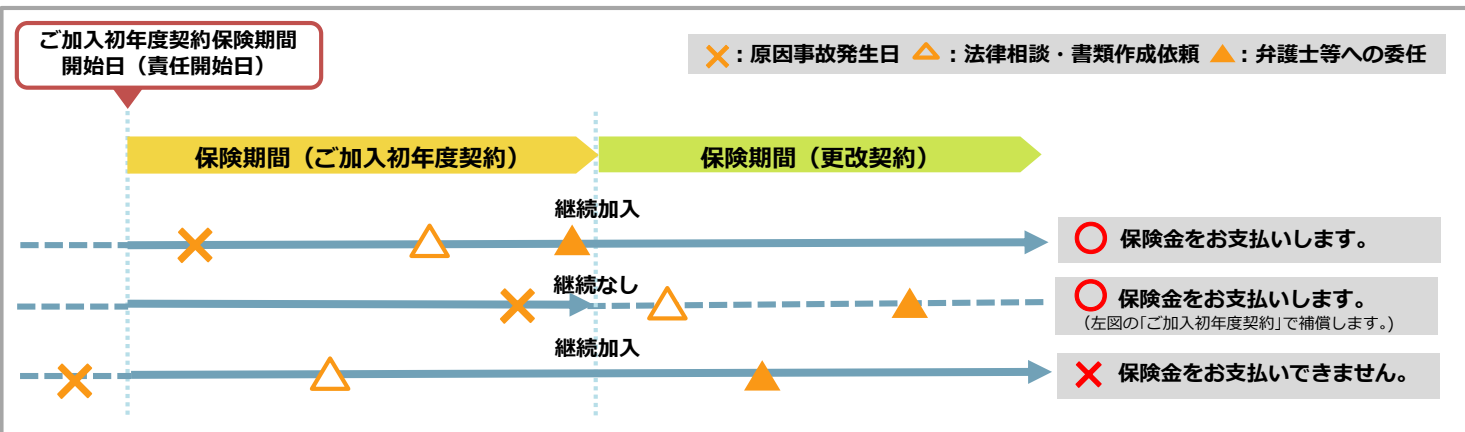 ご加入初年度契約保険期間
開始日（責任開始日）
：原因事故発生日 ：法律相談・書類作成依頼 ：弁護士等への委任
保険期間（ご加入初年度契約）
保険期間（更改契約）
継続加入
保険金をお支払いします。
継続なし
保険金をお支払いします。
（左図の｢ご加入初年度契約｣で補償します。)
継続加入
保険金をお支払いできません。